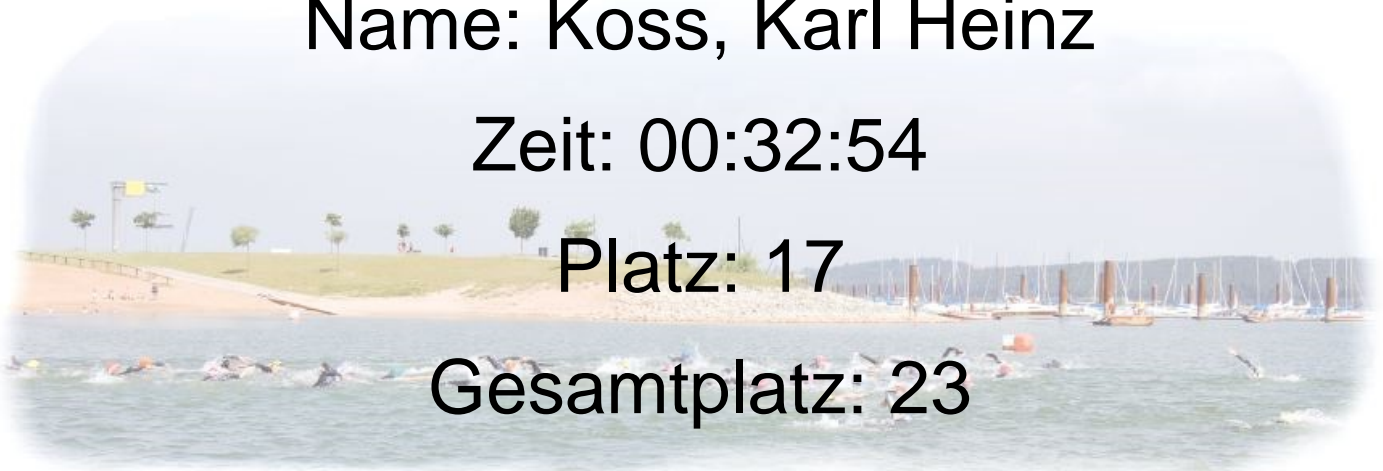 Name: Koss, Karl Heinz
Zeit: 00:32:54
Platz: 17
Gesamtplatz: 23